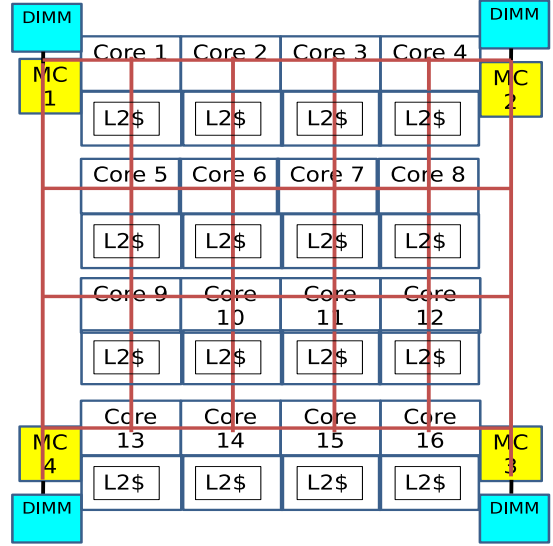 DIMM DIMM
Core 1 Core 2 Core 3 Core 4
MC MC
1 2
L2$ L2$ L2$ L2$
Core 5 Core 6 Core 7 Core 8
L2$ L2$ L2$ L2$
Core 9 Core Core Core
10 11 12
L2$ L2$ L2$ L2$
Core Core Core Core
13 14 15 16
MC MC
4 3
L2$ L2$ L2$ L2$
DIMM DIMM